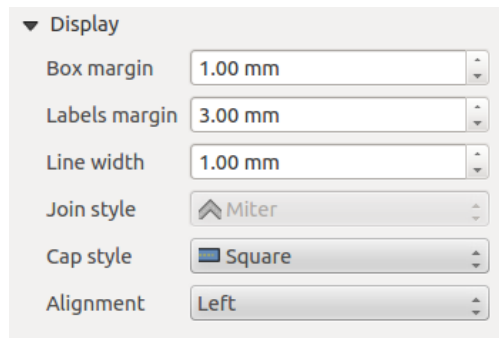 Display
Box margin 1.00 mm
Labels margin 3.00 mm
Line width 1.00 mm
Join style Miter
Cap style Square
Alignment Left